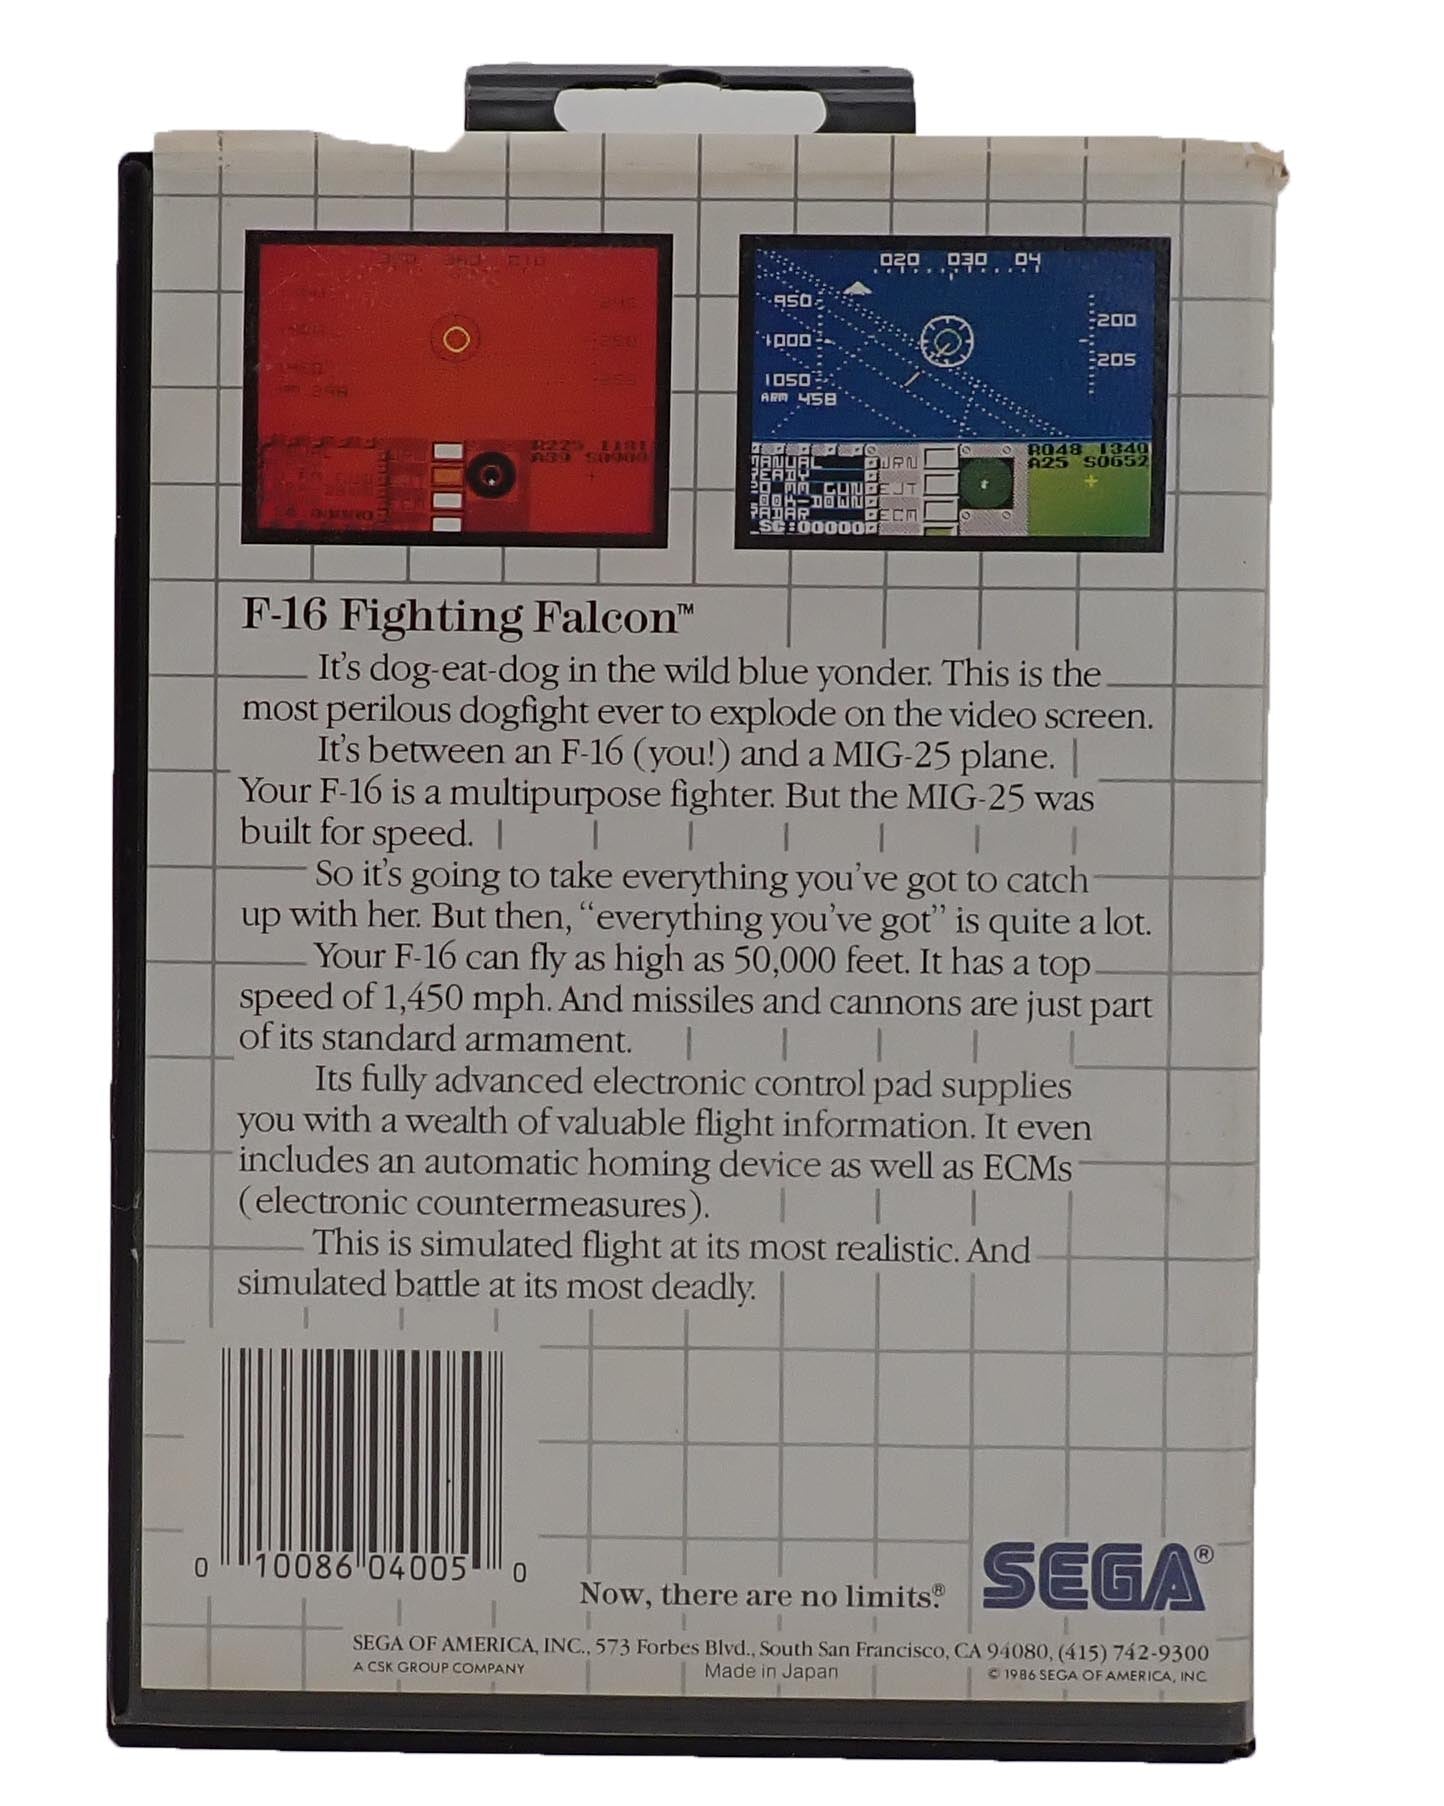 020 030 04
950
1000
1050
ARM 458
200
205
R225 1181
A39 S0900
R048 1340
A25 S0652
JRN
EJT
ECM
SC:00000
F-16 Fighting Falcon™
It's dog-eat-dog in the wild blue yonder. This is the
most perilous dogfight ever to explode on the video screen.
It's between an F-16 (you!) and a MIG-25 plane.
Your F-16 is a multipurpose fighter. But the MIG-25 was
built for speed.
So it's going to take everything you've got to catch
up with her. But then, “everything you've got” is quite a lot.
Your F-16 can fly as high as 50,000 feet. It has a top
speed of 1,450 mph. And missiles and cannons are just part
of its standard armament.
Its fully advanced electronic control pad supplies
you with a wealth of valuable flight information. It even
includes an automatic homing device as well as ECMs
(electronic countermeasures).
This is simulated flight at its most realistic. And
simulated battle at its most deadly.
0 10086 04005 0
Now, there are no limits.®
SEGA®
SEGA OF AMERICA, INC., 573 Forbes Blvd., South San Francisco, CA 94080, (415) 742-9300
A CSK GROUP COMPANY Made in Japan © 1986 SEGA OF AMERICA, INC